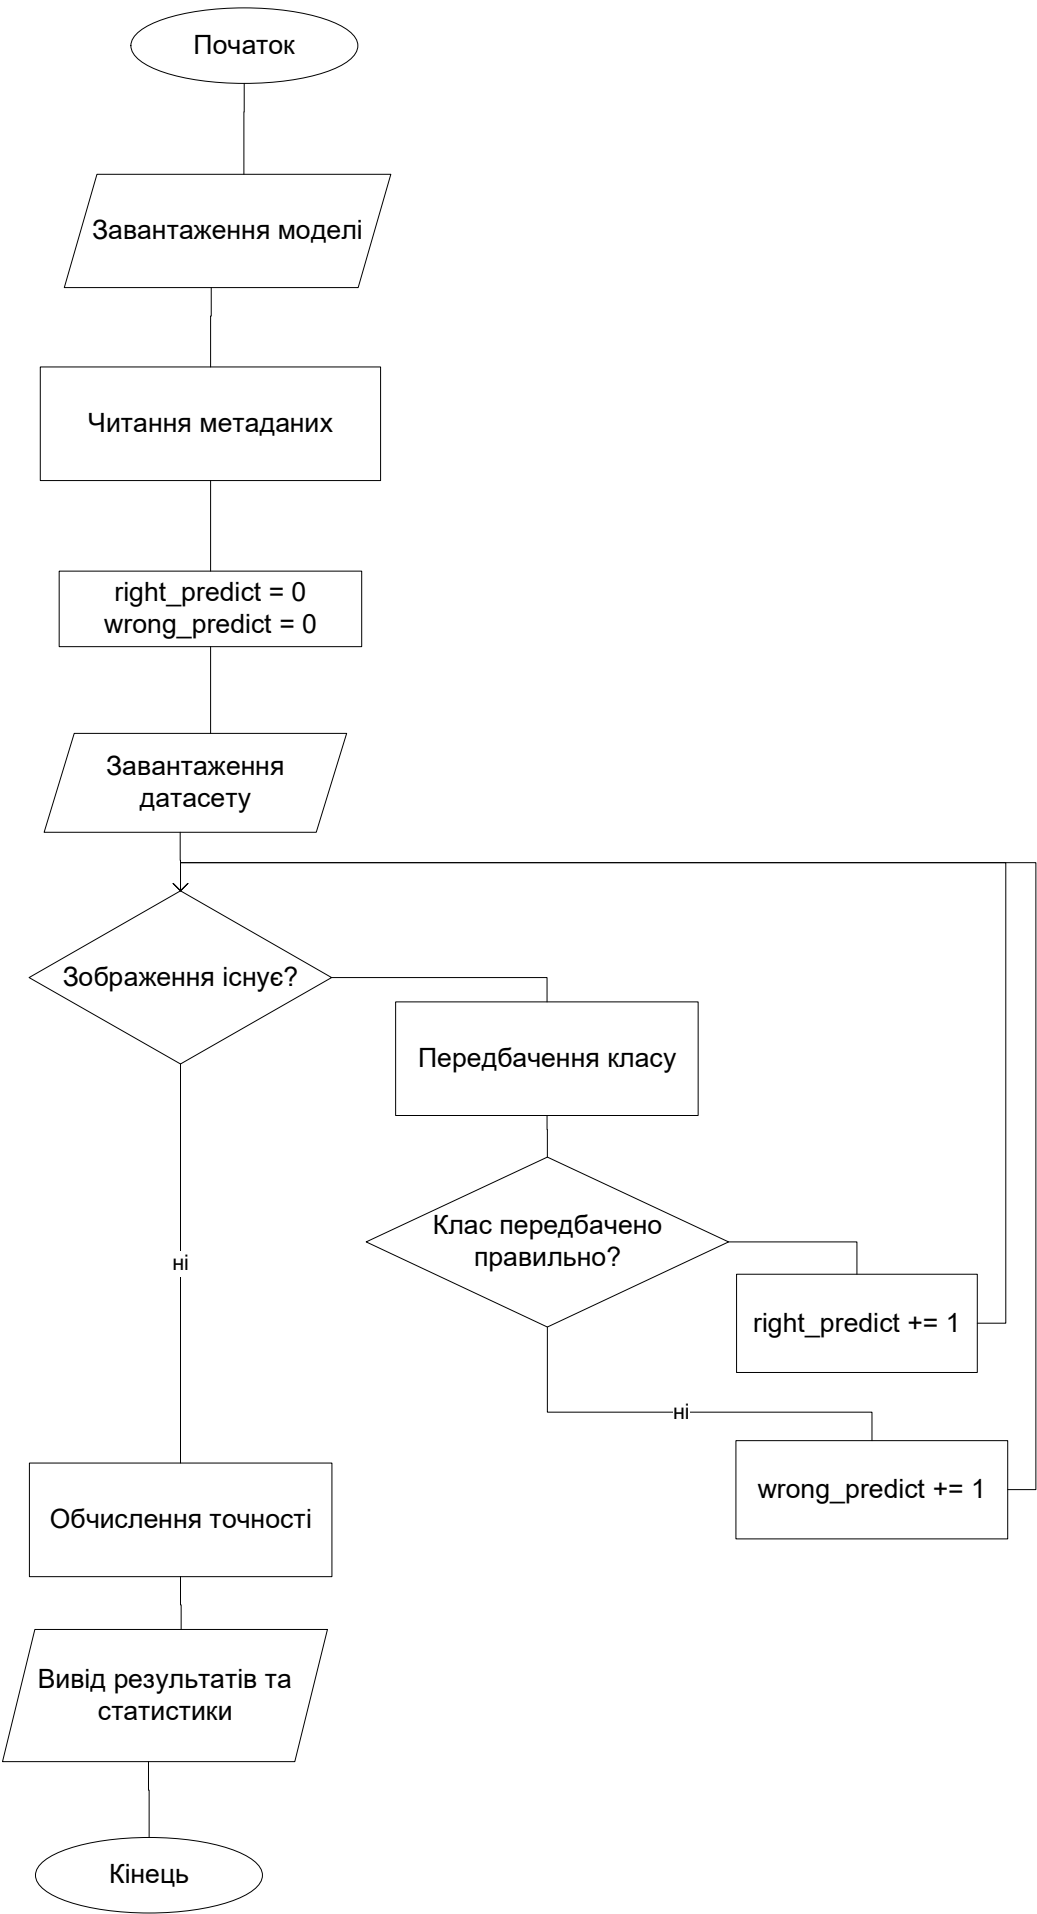 Початок
Завантаження моделі
Читання метаданих
right_predict = 0
wrong_predict = 0
Завантаження
датасету
Зображення існує?
Передбачення класу
Клас передбачено
правильно?
ні
right_predict += 1
ні
wrong_predict += 1
Обчислення точності
Вивід результатів та
статистики
Кінець